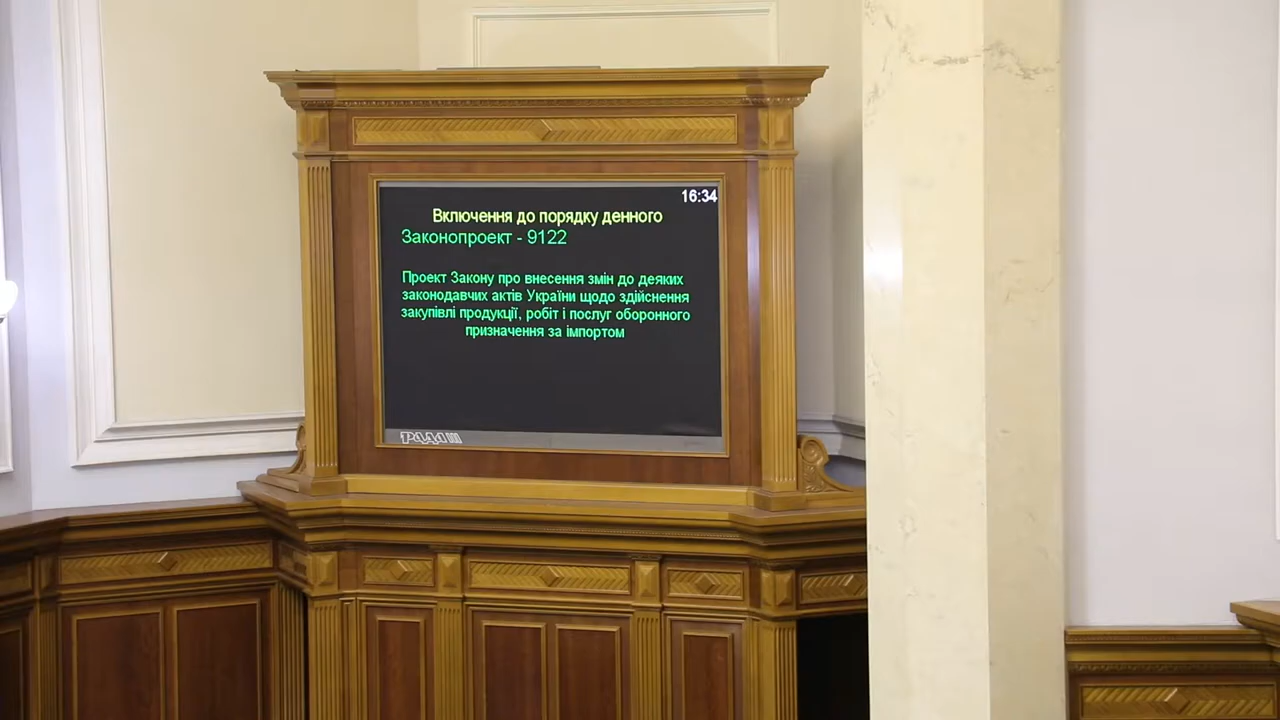 16:34
Включення до порядку денного
Законопроект - 9122
Проект Закону про внесення змін до деяких
законодавчих актів України щодо здійснення
закупівлі продукції, робіт і послуг оборонного
призначення за імпортом
РАДА